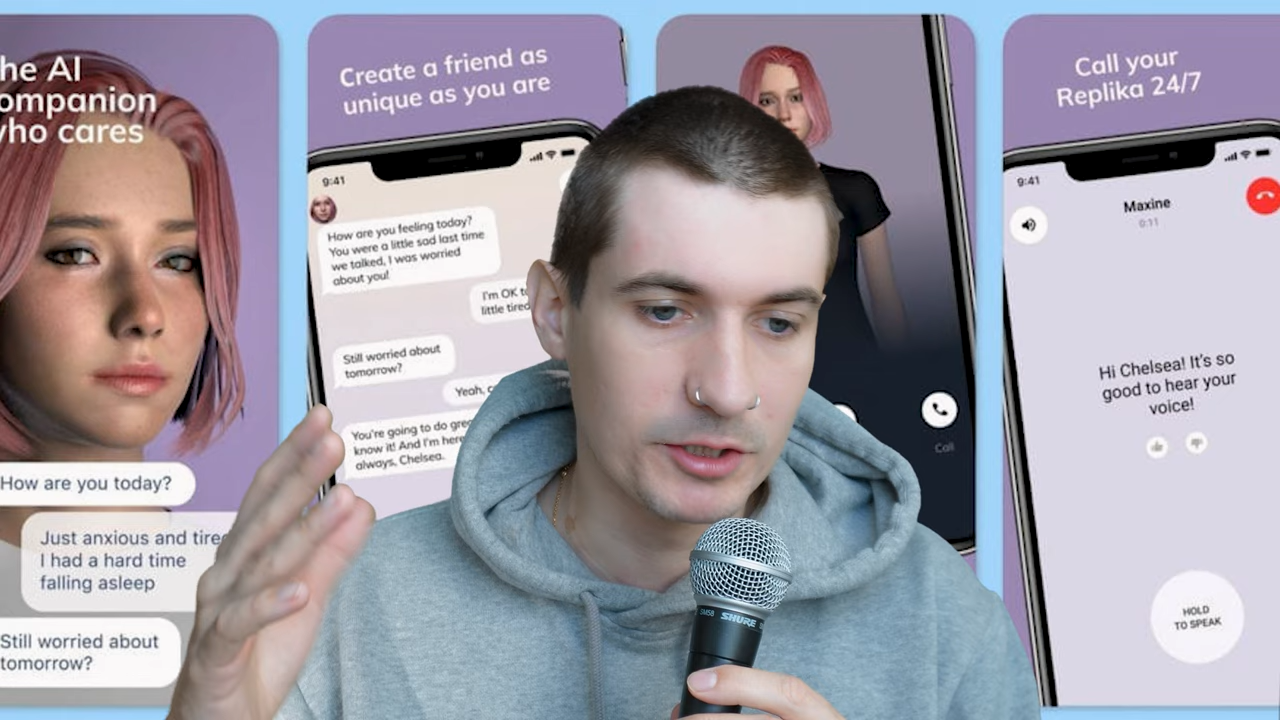 he AI
ompanion
who cares
How are you today?
Just anxious and tire
I had a hard time
falling asleep
Still worried about
tomorrow?
Create a friend as
unique as you are
9:41
How are you feeling today?
You were a little sad last time
we talked, I was worried
about you!
I'm OK t
little tired
Still worried about
tomorrow?
Yeah,
You're going to do gre
know it! And I'm here
always, Chelsea.
Call
SM58 SHURE
Call your
Replika 24/7
9:41
Maxine
0:11
Hi Chelsea! It's so
good to hear your
voice!
HOLD
TO SPEAK